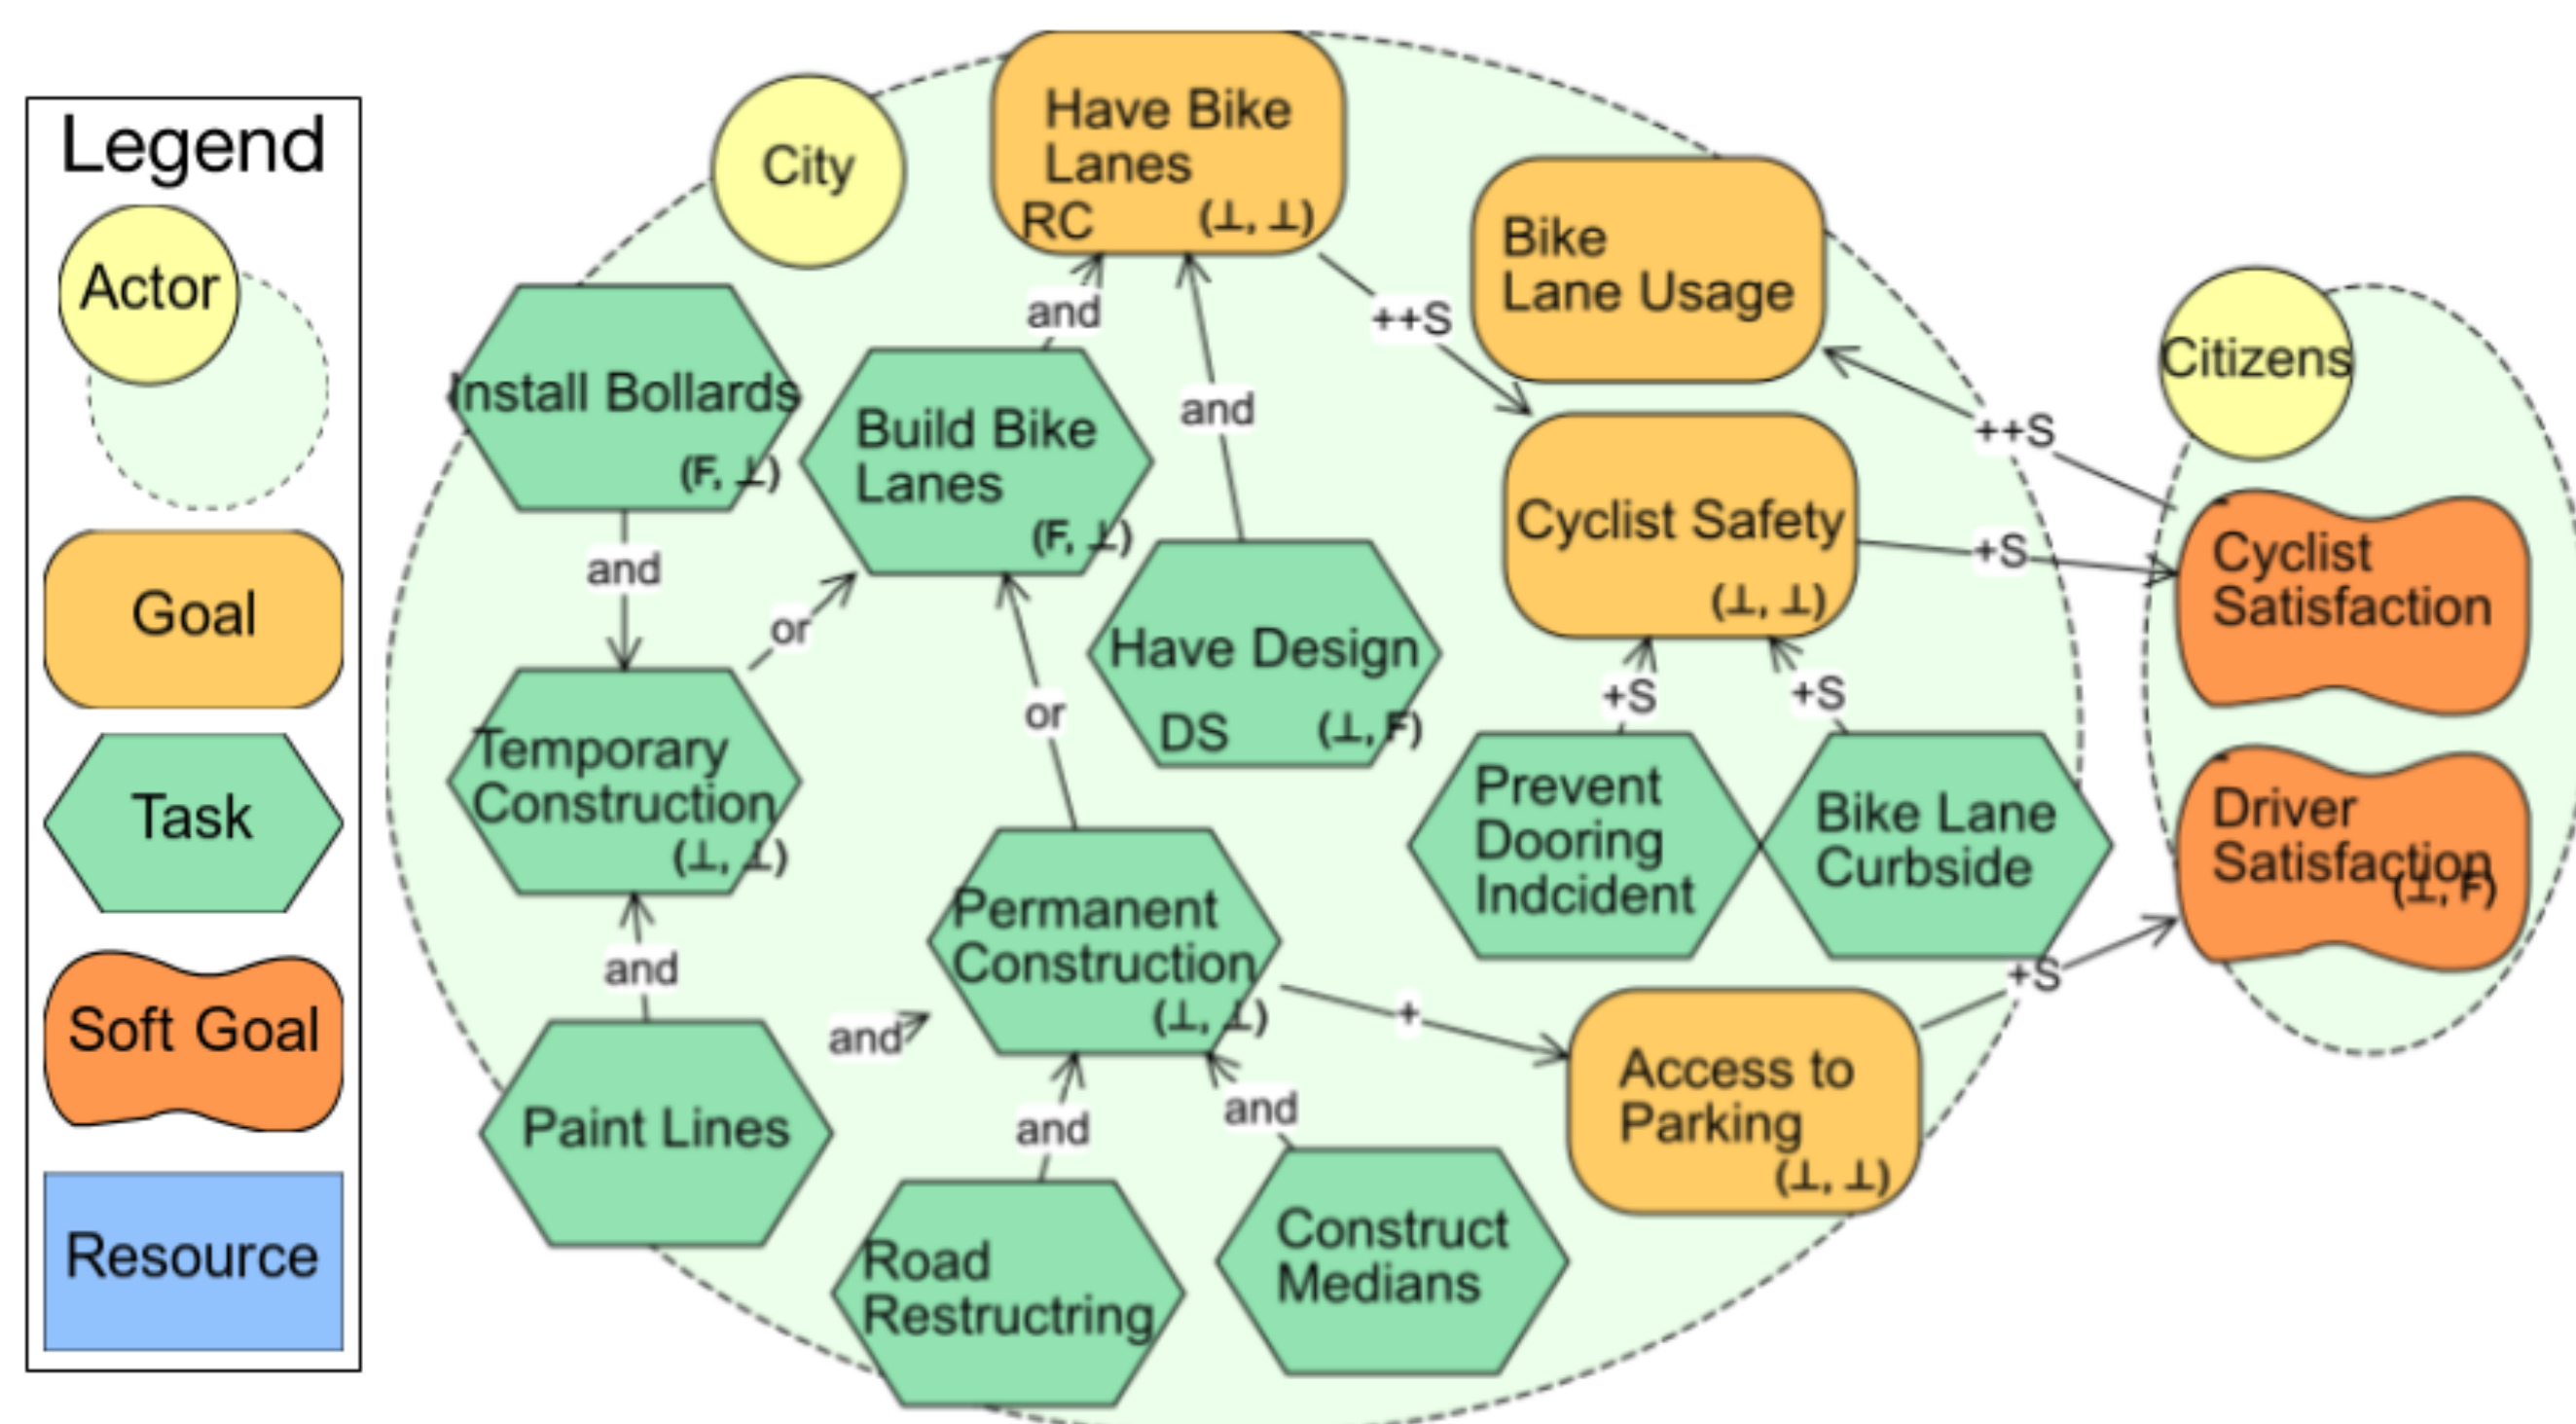 Legend
Actor
Goal
Task
Soft Goal
Resource
City
Have Bike
Lanes
RC (⊥, ⊥)
Bike
Lane Usage
and
++S
Install Bollards
(F, ⊥)
Build Bike
Lanes
(F, ⊥)
and
Citizens
++S
and
or
Cyclist Safety
(⊥, ⊥)
+S
Cyclist
Satisfaction
Have Design
DS (⊥, F)
or
+S
+S
Temporary
Construction
(⊥, ⊥)
Prevent
Dooring
Indcident
Bike Lane
Curbside
Driver
Satisfaction
(⊥, F)
and
Permanent
Construction
(⊥, ⊥)
+
+S
and
Paint Lines
and
and
Access to
Parking
(⊥, ⊥)
Road
Restructring
Construct
Medians